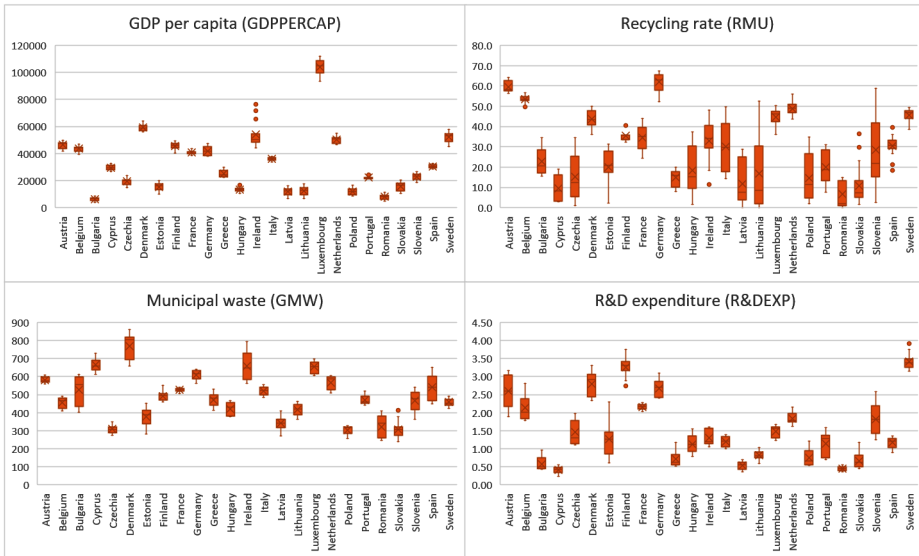 GDP per capita (GDPPERCAP)
120000
100000
80000
60000
40000
20000
0
Austria
Belgium
Bulgaria
Cyprus
Czechia
Denmark
Estonia
Finland
France
Germany
Greece
Hungary
Ireland
Italy
Latvia
Lithuania
Luxembourg
Netherlands
Poland
Portugal
Romania
Slovakia
Slovenia
Spain
Sweden
Recycling rate (RMU)
80.0
70.0
60.0
50.0
40.0
30.0
20.0
10.0
0.0
Austria
Belgium
Bulgaria
Cyprus
Czechia
Denmark
Estonia
Finland
France
Germany
Greece
Hungary
Ireland
Italy
Latvia
Lithuania
Luxembourg
Netherlands
Poland
Portugal
Romania
Slovakia
Slovenia
Spain
Sweden
Municipal waste (GMW)
900
800
700
600
500
400
300
200
100
0
Austria
Belgium
Bulgaria
Cyprus
Czechia
Denmark
Estonia
Finland
France
Germany
Greece
Hungary
Ireland
Italy
Latvia
Lithuania
Luxembourg
Netherlands
Poland
Portugal
Romania
Slovakia
Slovenia
Spain
Sweden
R&D expenditure (R&DEXP)
4.50
4.00
3.50
3.00
2.50
2.00
1.50
1.00
0.50
0.00
Austria
Belgium
Bulgaria
Cyprus
Czechia
Denmark
Estonia
Finland
France
Germany
Greece
Hungary
Ireland
Italy
Latvia
Lithuania
Luxembourg
Netherlands
Poland
Portugal
Romania
Slovakia
Slovenia
Spain
Sweden